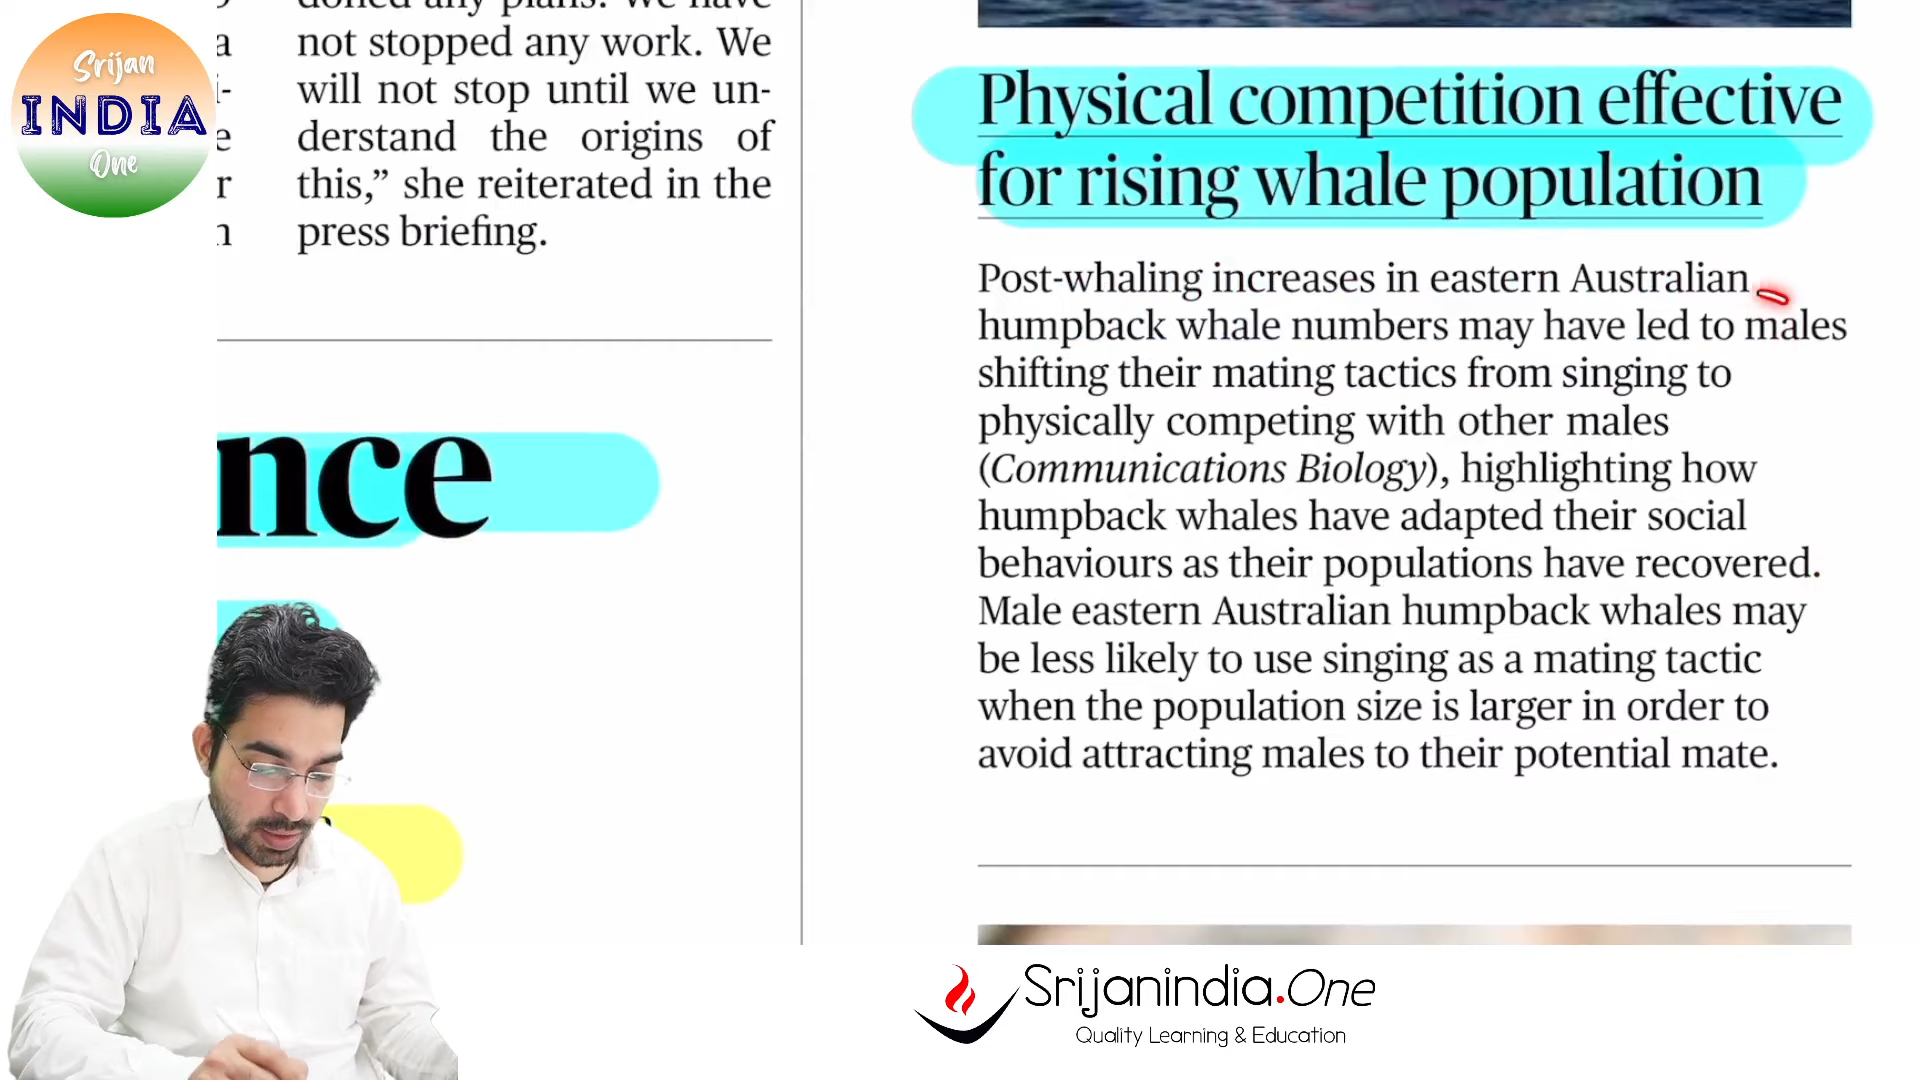 Srijan
INDIA
One
doned any plans. We have
not stopped any work. We
will not stop until we un-
derstand the origins of
this,” she reiterated in the
press briefing.
nce
Physical competition effective
for rising whale population
Post-whaling increases in eastern Australian
humpback whale numbers may have led to males
shifting their mating tactics from singing to
physically competing with other males
(Communications Biology), highlighting how
humpback whales have adapted their social
behaviours as their populations have recovered.
Male eastern Australian humpback whales may
be less likely to use singing as a mating tactic
when the population size is larger in order to
avoid attracting males to their potential mate.
Srijanindia.One
Quality Learning & Education